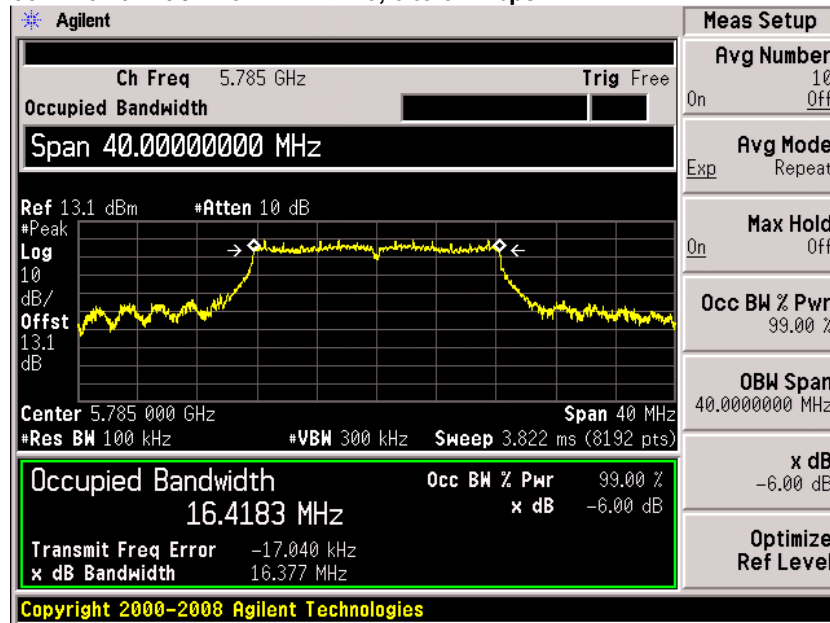 Agilent
Meas Setup
Ch Freq 5.785 GHz
Trig Free
Occupied Bandwidth
Span 40.00000000 MHz
Ref 13.1 dBm
#Atten 10 dB
#Peak
Log
10
dB/
Offst
13.1
dB
Center 5.785 000 GHz
Span 40 MHz
#Res BW 100 kHz
#VBW 300 kHz
Sweep 3.822 ms (8192 pts)
Occupied Bandwidth
16.4183 MHz
Occ BW % Pwr 99.00 %
x dB -6.00 dB
Transmit Freq Error -17.040 kHz
x dB Bandwidth 16.377 MHz
Copyright 2000-2008 Agilent Technologies
Avg Number
10
On Off
Avg Mode
Exp Repeat
Max Hold
On Off
Occ BW % Pwr
99.00 %
OBW Span
40.0000000 MHz
x dB
-6.00 dB
Optimize
Ref Level